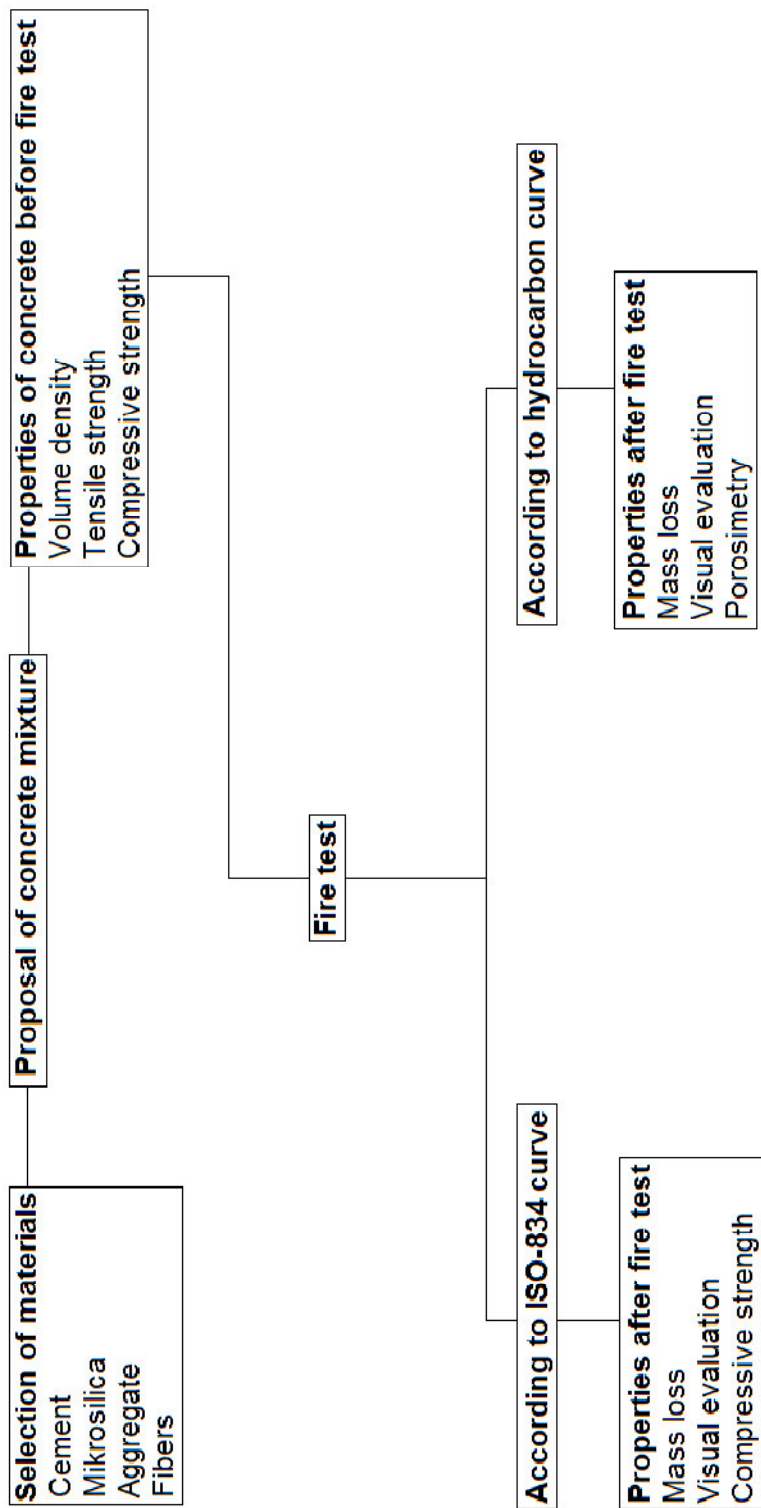 Selection of materials
Cement
Mikrosilica
Aggregate
Fibers
Proposal of concrete mixture
Properties of concrete before fire test
Volume density
Tensile strength
Compressive strength
Fire test
According to ISO-834 curve
According to hydrocarbon curve
Properties after fire test
Mass loss
Visual evaluation
Compressive strength
Properties after fire test
Mass loss
Visual evaluation
Porosimetry